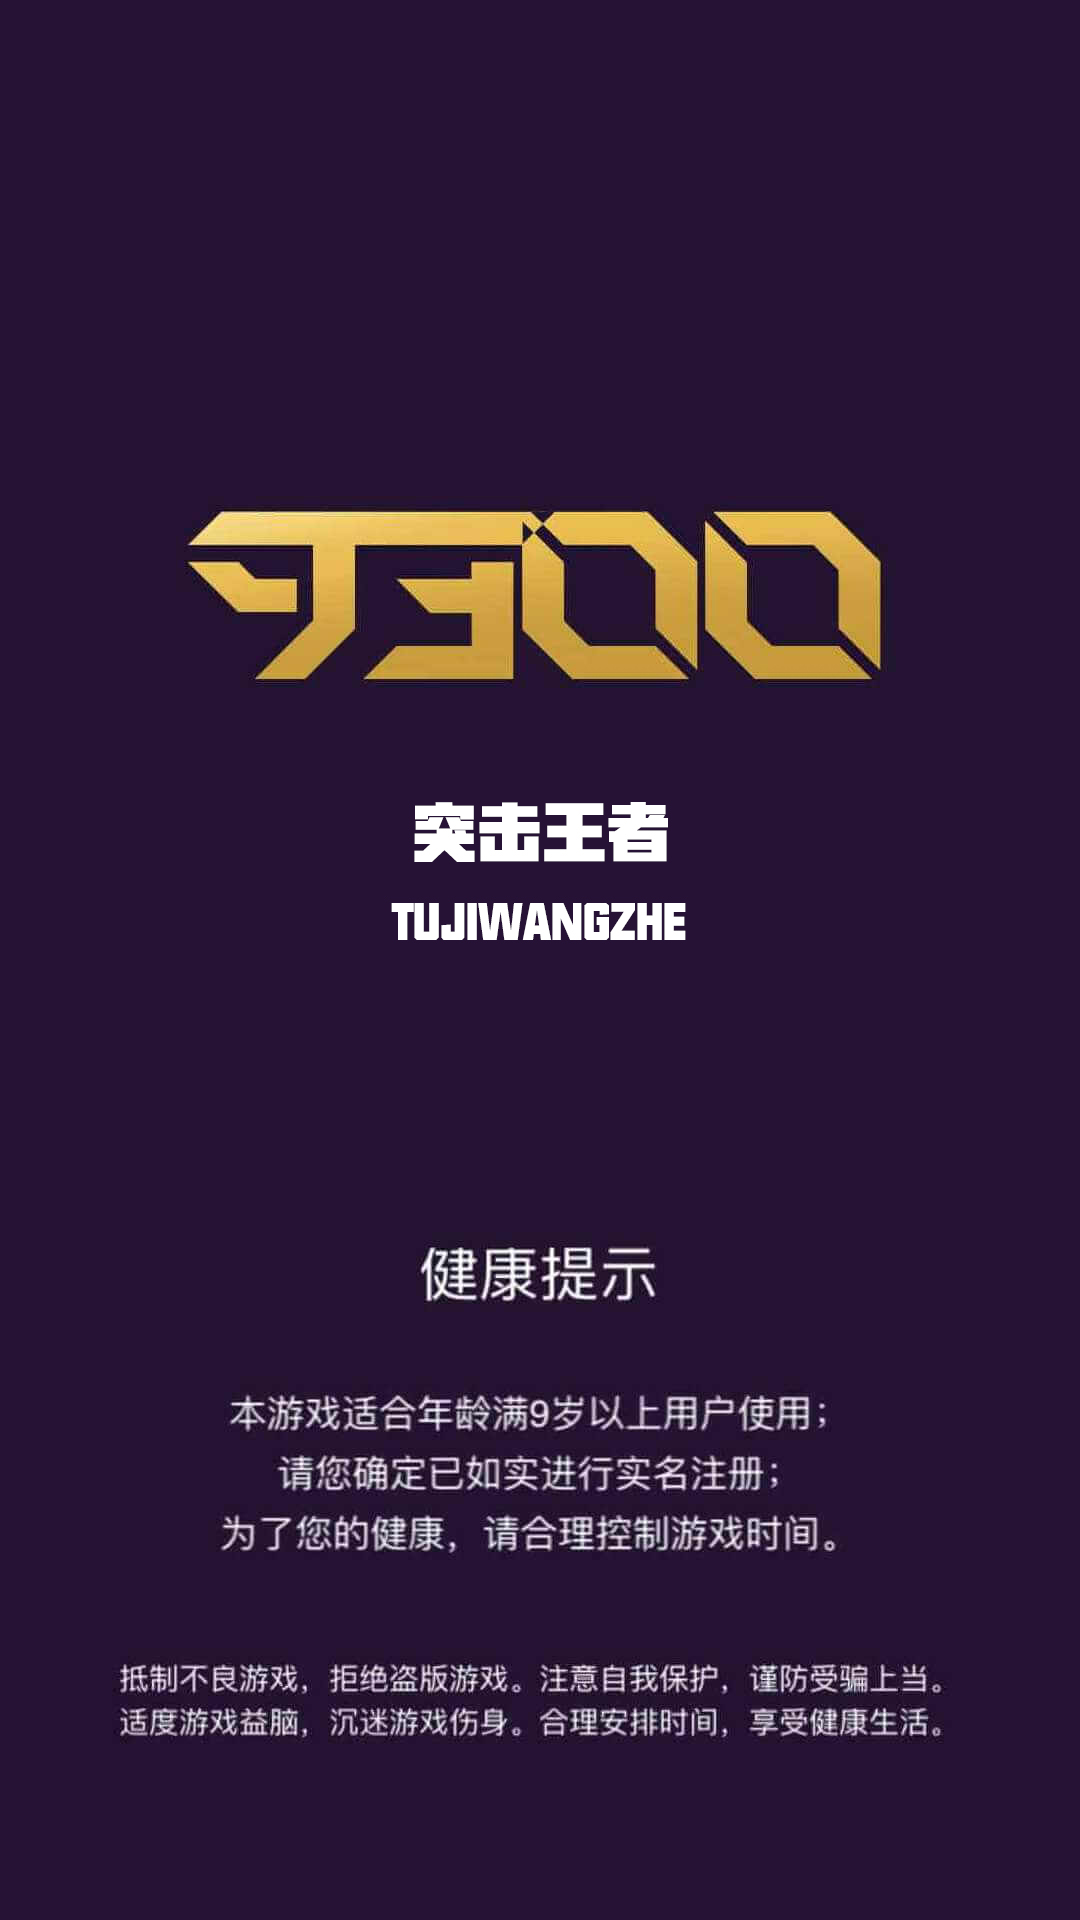 突击王者
TUJIWANGZHE
健康提示
本游戏适合年龄满9岁以上用户使用；
请您确定已如实进行实名注册；
为了您的健康，请合理控制游戏时间。
抵制不良游戏，拒绝盗版游戏。注意自我保护，谨防受骗上当。
适度游戏益脑，沉迷游戏伤身。合理安排时间，享受健康生活。